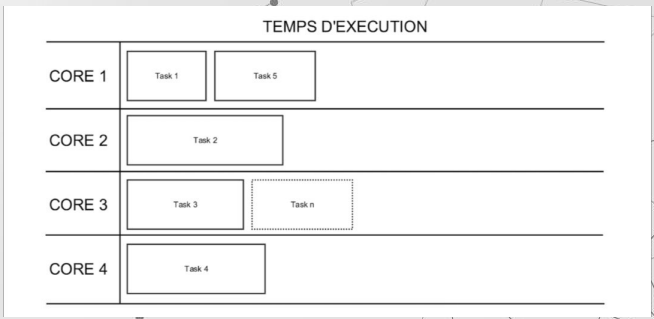 TEMPS D'EXECUTION
CORE 1 Task 1 Task 5
CORE 2 Task 2
CORE 3 Task 3 Task n
CORE 4 Task 4